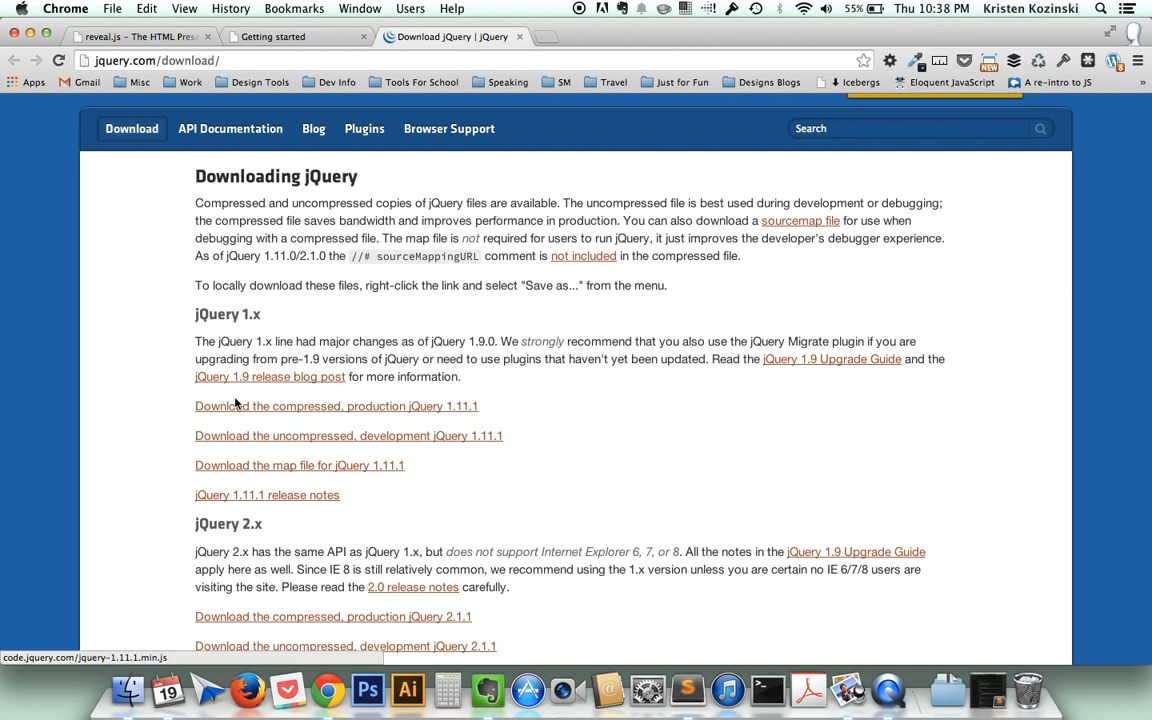 Chrome File Edit View History Bookmarks Window Users Help 55% Thu 10:38 PM Kristen Kozinski
reveal.js – The HTML Prese Getting started Download jQuery | jQuery
jquery.com/download/
Apps Gmail Misc Work Design Tools Dev Info Tools For School Speaking SM Travel Just for Fun Designs Blogs Icebergs Eloquent JavaScript A re-intro to JS »
Download API Documentation Blog Plugins Browser Support Search
Downloading jQuery
Compressed and uncompressed copies of jQuery files are available. The uncompressed file is best used during development or debugging;
the compressed file saves bandwidth and improves performance in production. You can also download a sourcemap file for use when
debugging with a compressed file. The map file is not required for users to run jQuery, it just improves the developer's debugger experience.
As of jQuery 1.11.0/2.1.0 the //# sourceMappingURL comment is not included in the compressed file.
To locally download these files, right-click the link and select "Save as..." from the menu.
jQuery 1.x
The jQuery 1.x line had major changes as of jQuery 1.9.0. We strongly recommend that you also use the jQuery Migrate plugin if you are
upgrading from pre-1.9 versions of jQuery or need to use plugins that haven't yet been updated. Read the jQuery 1.9 Upgrade Guide and the
jQuery 1.9 release blog post for more information.
Download the compressed, production jQuery 1.11.1
Download the uncompressed, development jQuery 1.11.1
Download the map file for jQuery 1.11.1
jQuery 1.11.1 release notes
jQuery 2.x
jQuery 2.x has the same API as jQuery 1.x, but does not support Internet Explorer 6, 7, or 8. All the notes in the jQuery 1.9 Upgrade Guide
apply here as well. Since IE 8 is still relatively common, we recommend using the 1.x version unless you are certain no IE 6/7/8 users are
visiting the site. Please read the 2.0 release notes carefully.
Download the compressed, production jQuery 2.1.1
Download the uncompressed, development jQuery 2.1.1
code.jquery.com/jquery-1.11.1.min.js
19 Ps Ai